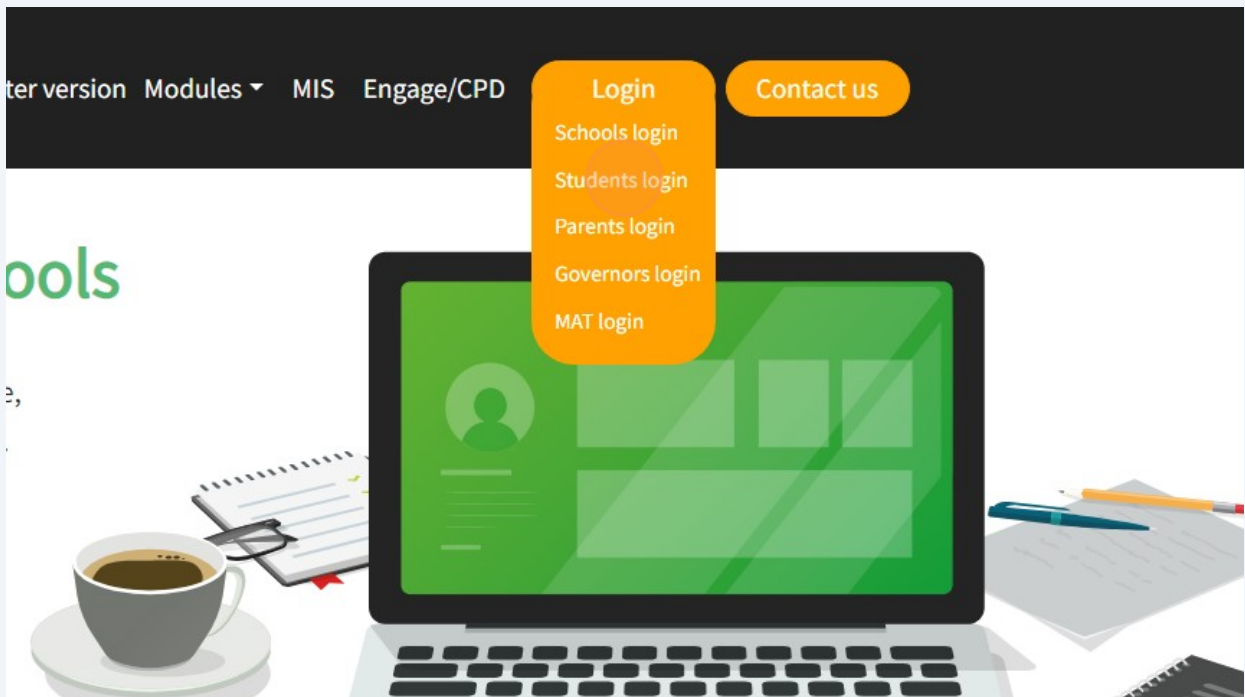 ter version Modules MIS Engage/CPD Login Contact us
Schools login
Students login
Parents login
Governors login
MAT login
ools
e,